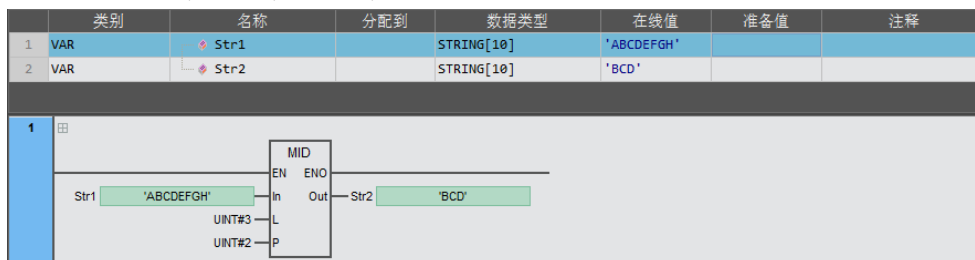 类别 名称 分配到 数据类型 在线值 准备值 注释
1 VAR Str1 STRING[10] 'ABCDEFGH'
2 VAR Str2 STRING[10] 'BCD'
1
MID
EN ENO
Str1 'ABCDEFGH' In Out Str2 'BCD'
UINT#3 L
UINT#2 P